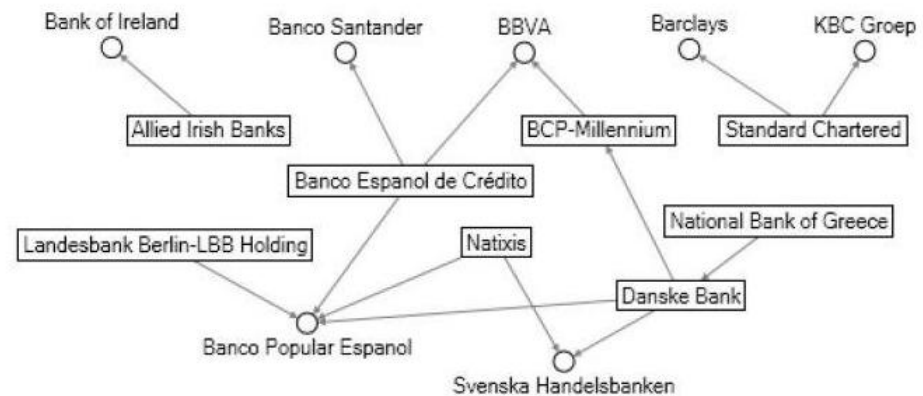 Bank of Ireland
Banco Santander
BBVA
Barclays
KBC Groep
Allied Irish Banks
BCP-Millennium
Standard Chartered
Banco Espanol de Crédito
National Bank of Greece
Landesbank Berlin-LBB Holding
Natixis
Danske Bank
Banco Popular Espanol
Svenska Handelsbanken